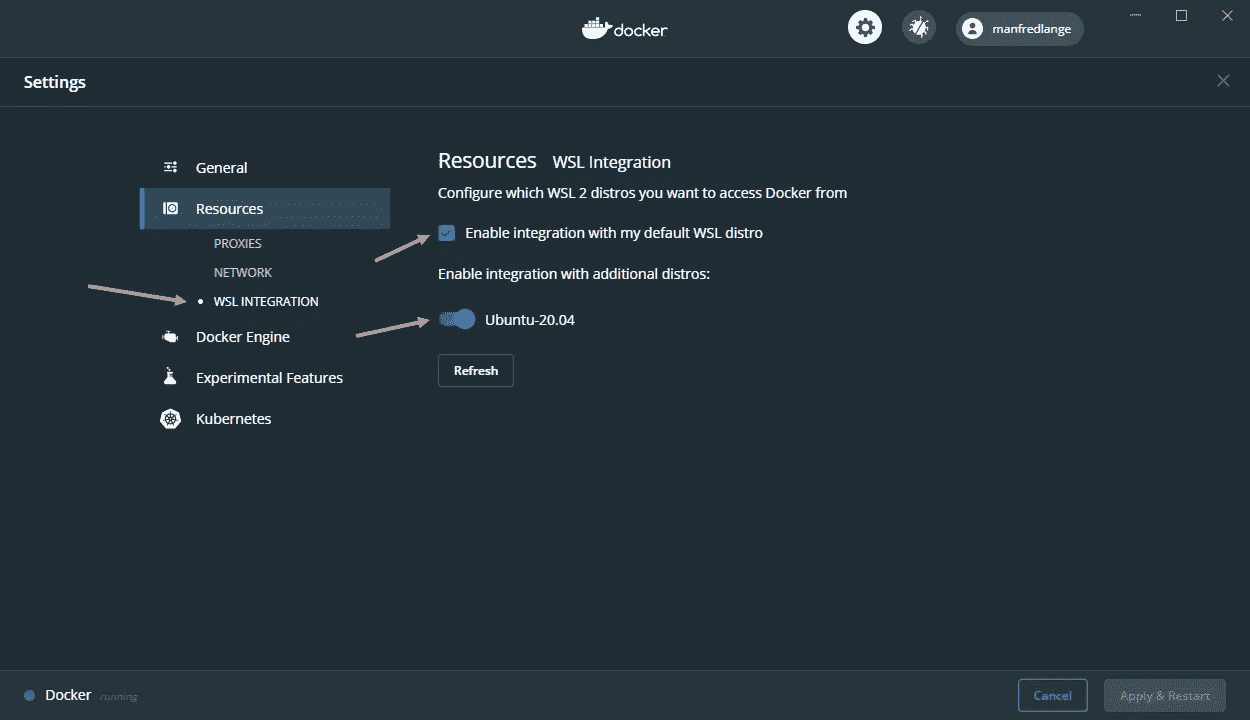 docker
manfredlange
Settings
General
Resources
PROXIES
NETWORK
WSL INTEGRATION
Docker Engine
Experimental Features
Kubernetes
Resources WSL Integration
Configure which WSL 2 distros you want to access Docker from
Enable integration with my default WSL distro
Enable integration with additional distros:
Ubuntu-20.04
Refresh
Docker running
Cancel
Apply & Restart